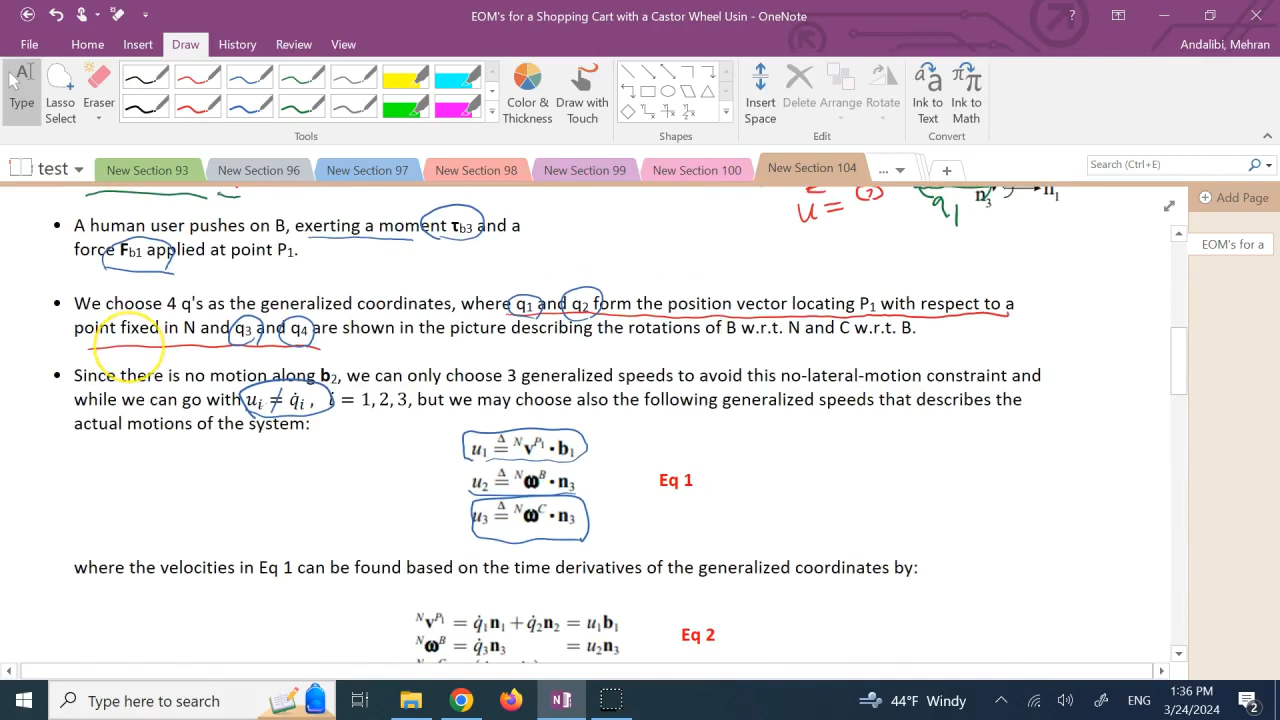 EOM's for a Shopping Cart with a Castor Wheel Usin - OneNote
File Home Insert Draw History Review View
Andalibi, Mehran
Type
Lasso Select
Eraser
Color & Thickness
Draw with Touch
Insert Space
Delete Arrange Rotate
Ink to Text
Ink to Math
Tools Shapes Edit Convert
test New Section 93 New Section 96 New Section 97 New Section 98 New Section 99 New Section 100 New Section 104 ... +
Search (Ctrl+E)
Add Page
EOM's for a
n3 n1
u = q1
• A human user pushes on B, exerting a moment τb3 and a
force Fb1 applied at point P1.
• We choose 4 q's as the generalized coordinates, where q1 and q2 form the position vector locating P1 with respect to a
point fixed in N and q3 and q4 are shown in the picture describing the rotations of B w.r.t. N and C w.r.t. B.
• Since there is no motion along b2, we can only choose 3 generalized speeds to avoid this no-lateral-motion constraint and
while we can go with ui = q̇i , i = 1, 2, 3, but we may choose also the following generalized speeds that describes the
actual motions of the system:
u1 ≜ NvP1 • b1
u2 ≜ NωB • n3 Eq 1
u3 ≜ NωC • n3
where the velocities in Eq 1 can be found based on the time derivatives of the generalized coordinates by:
NvP1 = q̇1n1 + q̇2n2 = u1b1
Eq 2
NωB = q̇3n3 = u2n3
Type here to search
44°F Windy
ENG
1:36 PM
3/24/2024
2